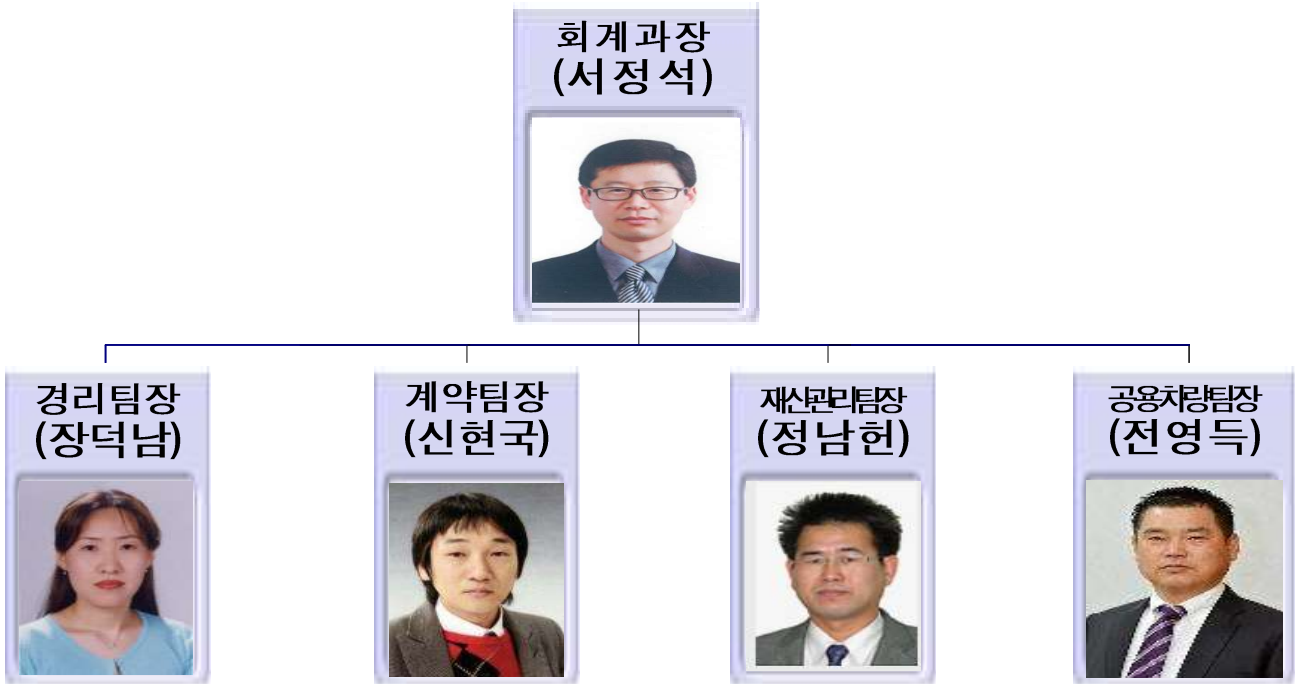 회계과장
(서정석)
경리팀장
(장덕남)
계약팀장
(신현국)
재산관리팀장
(정남헌)
공용차량팀장
(전영득)